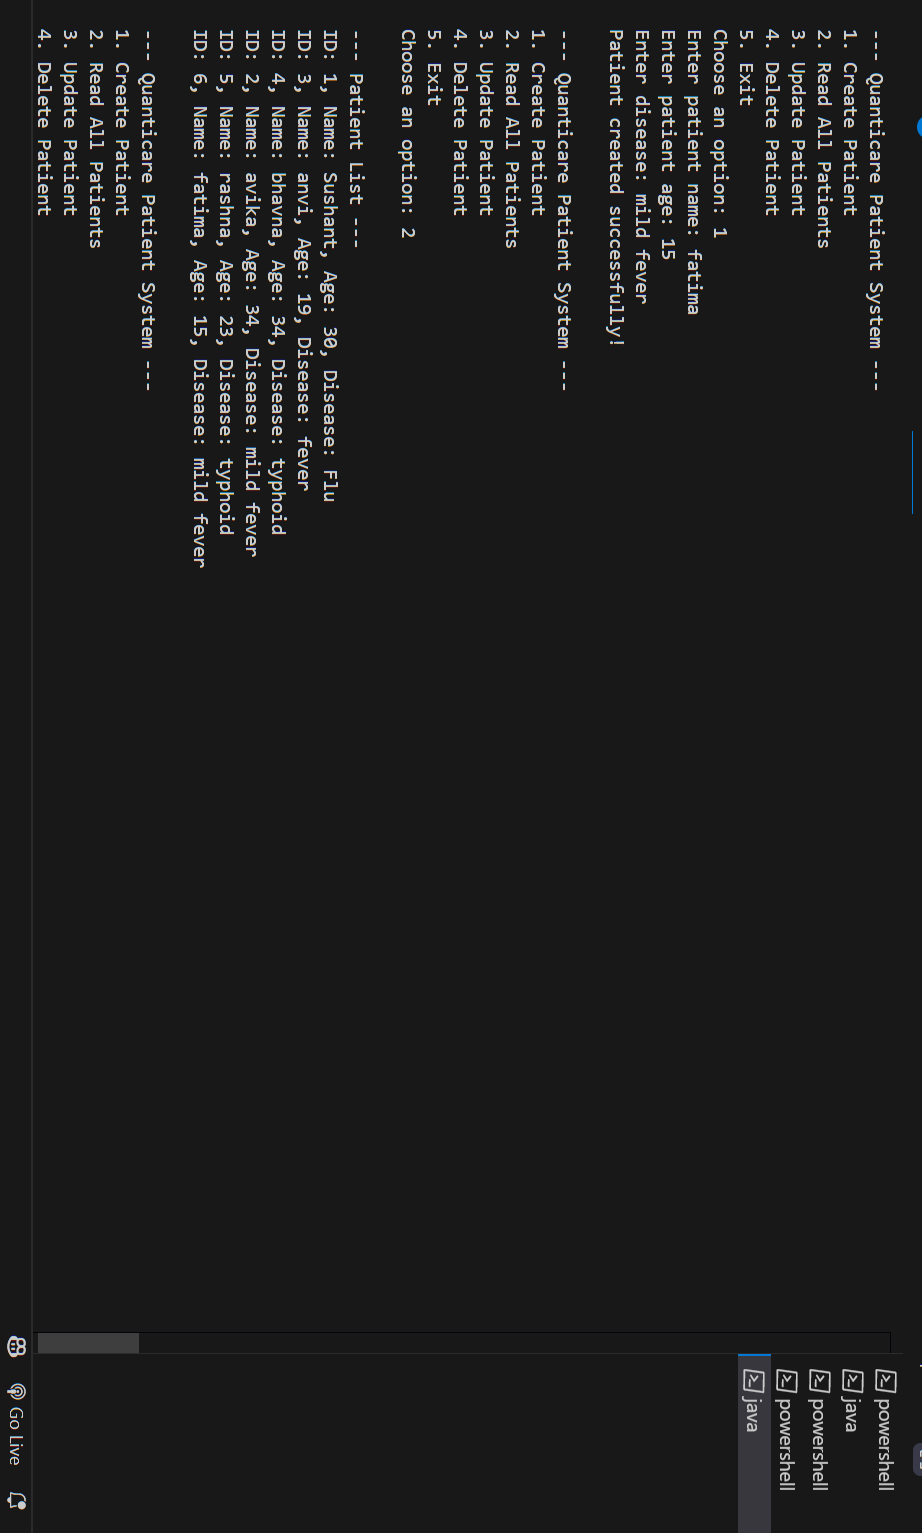 --- Quanticare Patient System ---
1. Create Patient
2. Read All Patients
3. Update Patient
4. Delete Patient
5. Exit
Choose an option: 1
Enter patient name: fatima
Enter patient age: 15
Enter disease: mild fever
Patient created successfully!
--- Quanticare Patient System ---
1. Create Patient
2. Read All Patients
3. Update Patient
4. Delete Patient
5. Exit
Choose an option: 2
--- Patient List ---
ID: 1, Name: Sushant, Age: 30, Disease: Flu
ID: 3, Name: anvi, Age: 19, Disease: fever
ID: 4, Name: bhavna, Age: 34, Disease: typhoid
ID: 2, Name: avika, Age: 34, Disease: mild fever
ID: 5, Name: rashna, Age: 23, Disease: typhoid
ID: 6, Name: fatima, Age: 15, Disease: mild fever
--- Quanticare Patient System ---
1. Create Patient
2. Read All Patients
3. Update Patient
4. Delete Patient
powershell
java
powershell
powershell
java
Go Live